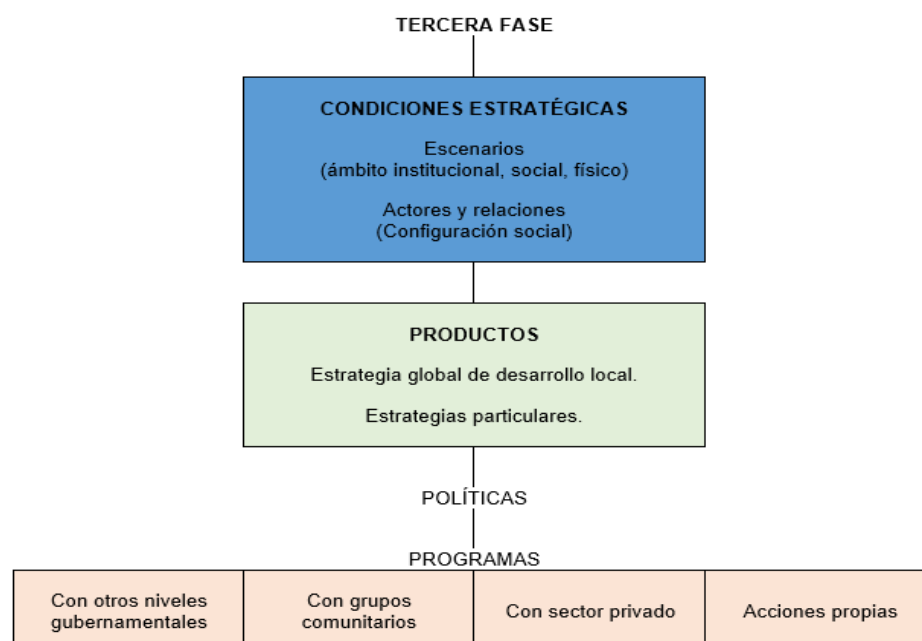 TERCERA FASE
CONDICIONES ESTRATÉGICAS
Escenarios
(ámbito institucional, social, físico)
Actores y relaciones
(Configuración social)
PRODUCTOS
Estrategia global de desarrollo local.
Estrategias particulares.
POLÍTICAS
PROGRAMAS
Con otros niveles
gubernamentales
Con grupos
comunitarios
Con sector privado
Acciones propias